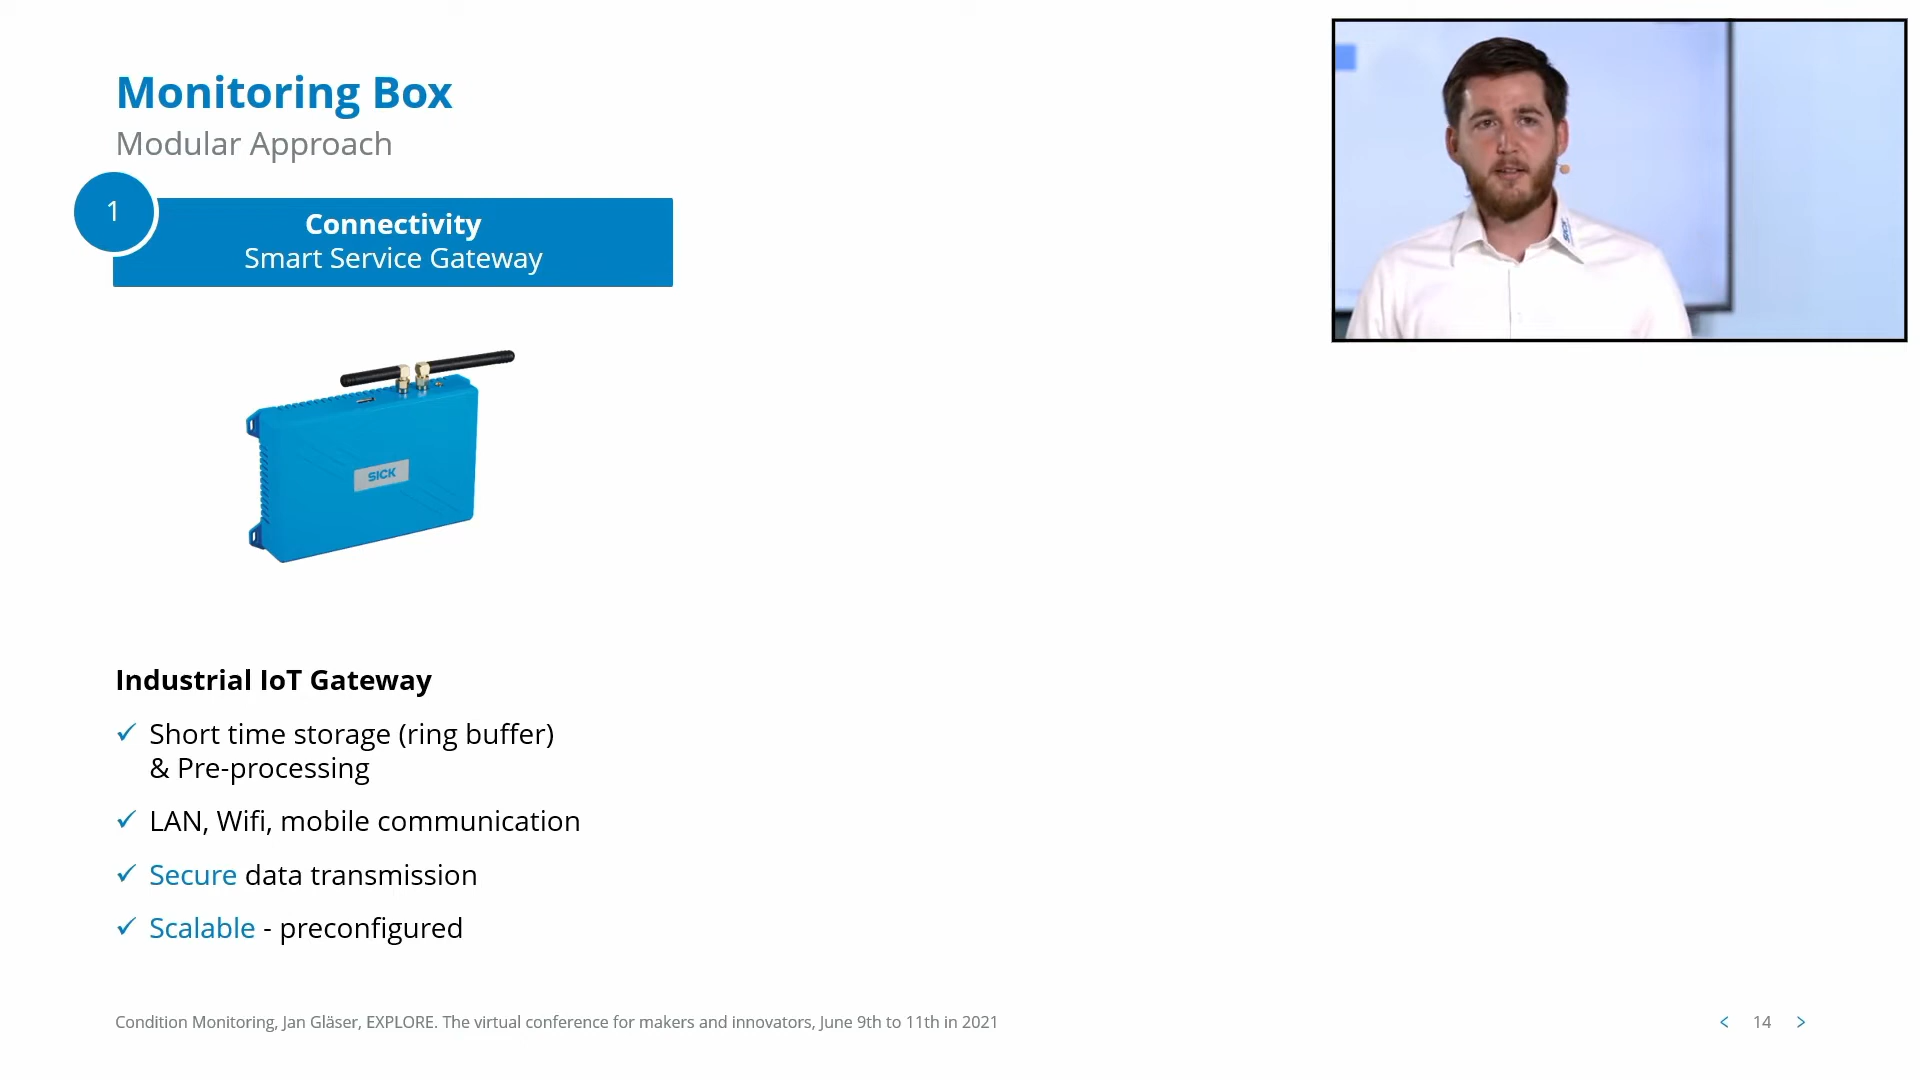 Monitoring Box
Modular Approach
1
Connectivity
Smart Service Gateway
SICK
SICK
Industrial IoT Gateway
Short time storage (ring buffer)
& Pre-processing
LAN, Wifi, mobile communication
Secure data transmission
Scalable - preconfigured
Condition Monitoring, Jan Gläser, EXPLORE. The virtual conference for makers and innovators, June 9th to 11th in 2021
< 14 >